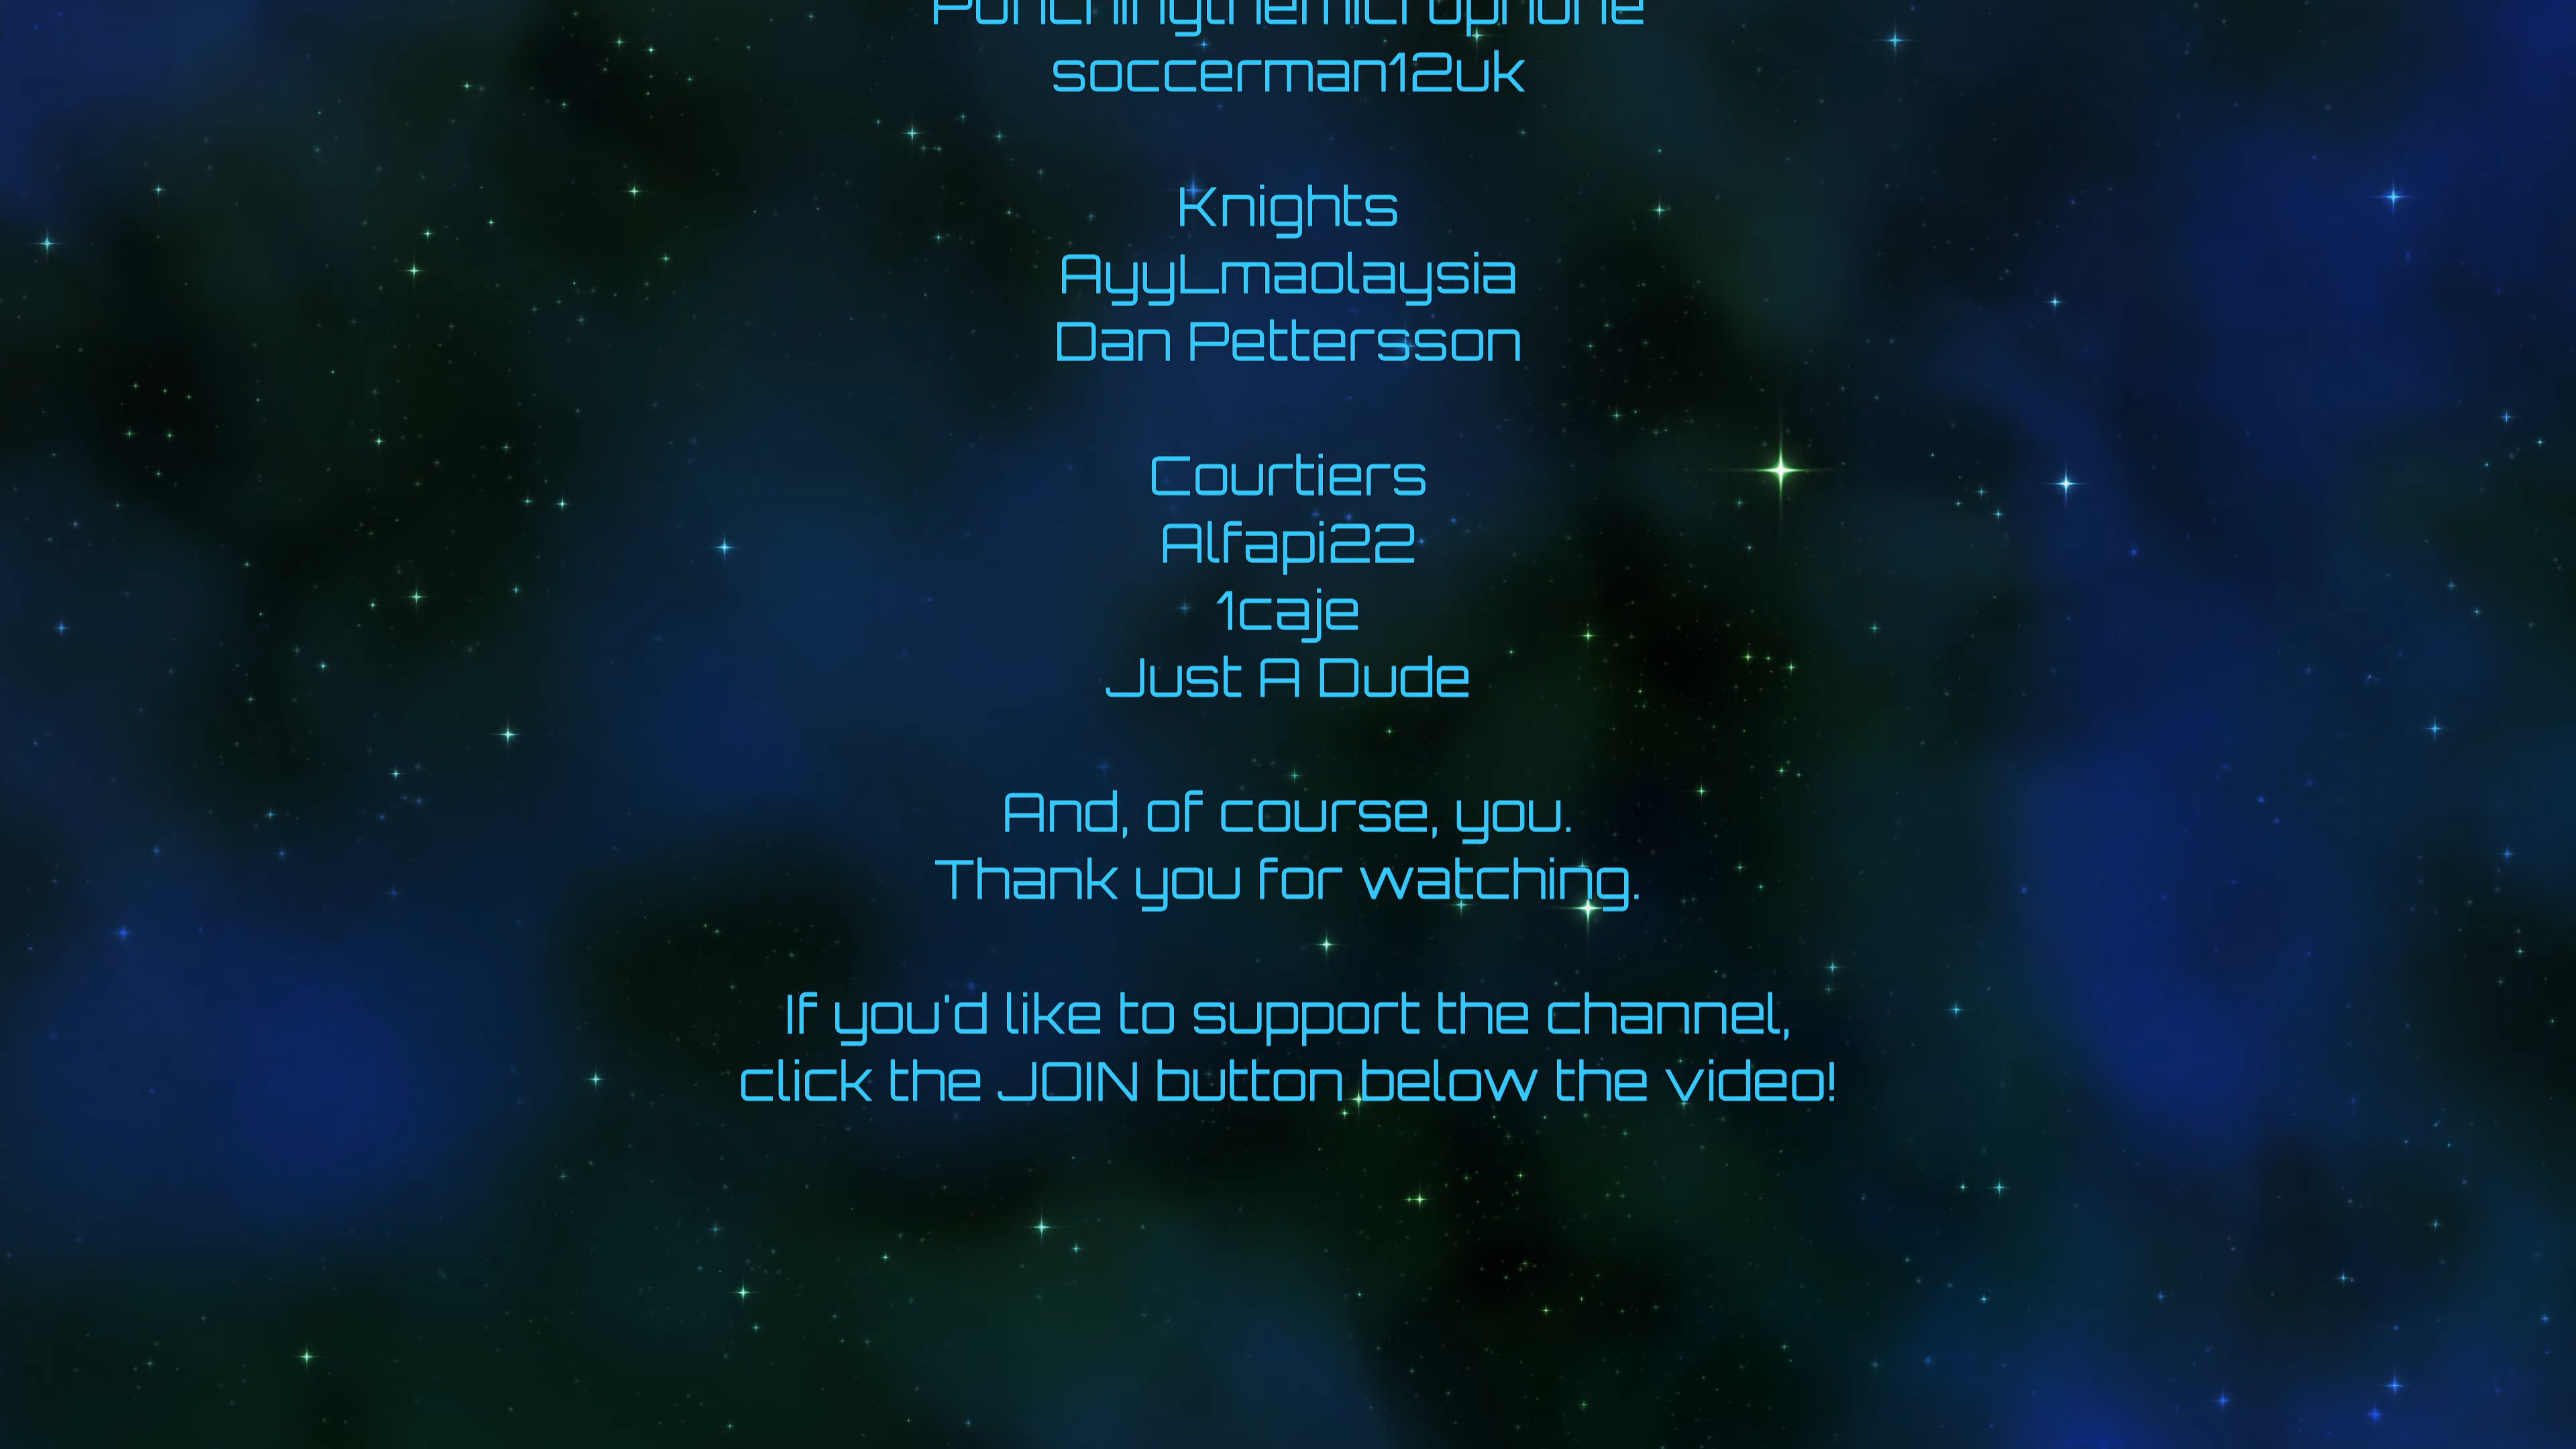 Punchingthemicrophone
soccerman12uk
Knights
AyyLmaolaysia
Dan Pettersson
Courtiers
Alfapi22
1caje
Just A Dude
And, of course, you.
Thank you for watching.
If you'd like to support the channel,
click the JOIN button below the video!